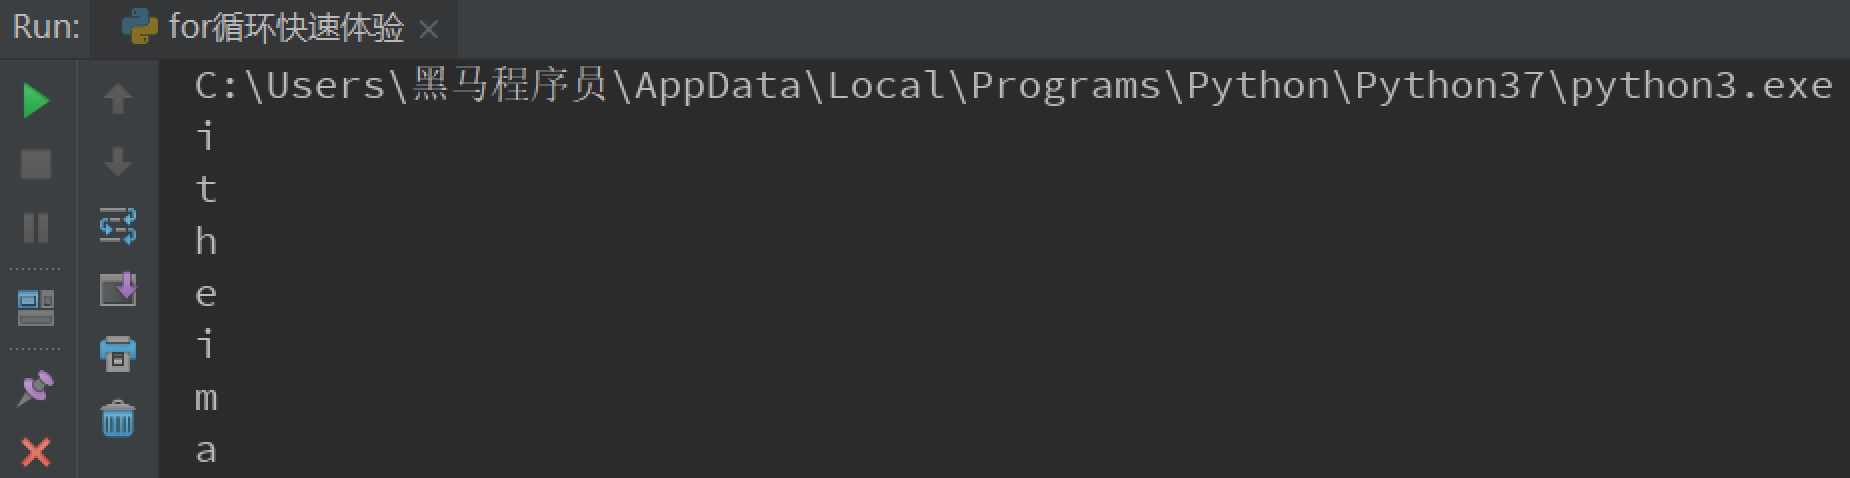 Run: for循环快速体验
C:\Users\黑马程序员\AppData\Local\Programs\Python\Python37\python3.exe
i
t
h
e
i
m
a